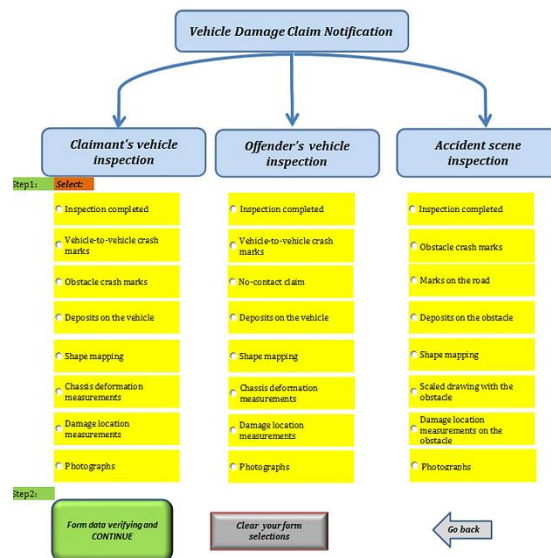 Vehicle Damage Claim Notification
Claimant's vehicle
inspection
Offender's vehicle
inspection
Accident scene
inspection
Step1:
Select:
Inspection completed
Inspection completed
Inspection completed
Vehicle-to-vehicle crash
marks
Vehicle-to-vehicle crash
marks
Obstacle crash marks
Obstacle crash marks
No-contact claim
Marks on the road
Deposits on the vehicle
Deposits on the vehicle
Deposits on the obstacle
Shape mapping
Shape mapping
Shape mapping
Chassis deformation
measurements
Chassis deformation
measurements
Scaled drawing with the
obstacle
Damage location
measurements
Damage location
measurements
Damage location
measurements on the
obstacle
Photographs
Photographs
Photographs
Step2:
Form data verifying and
CONTINUE
Clear your form
selections
Go back